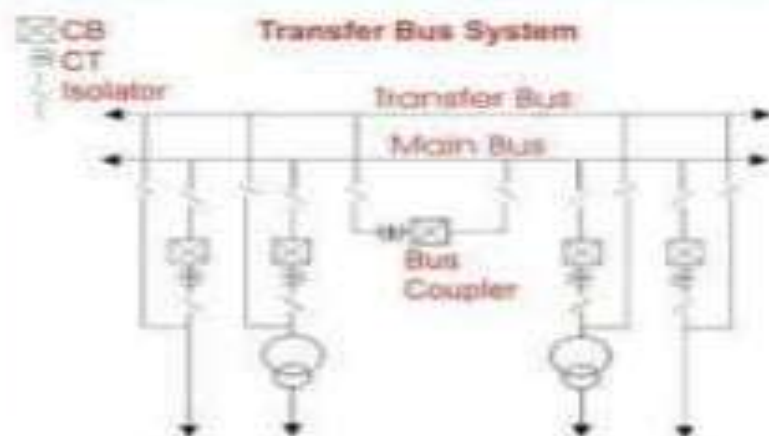 CB
Transfer Bus System
CT
Isolator
Transfer Bus
Main Bus
Bus
Coupler